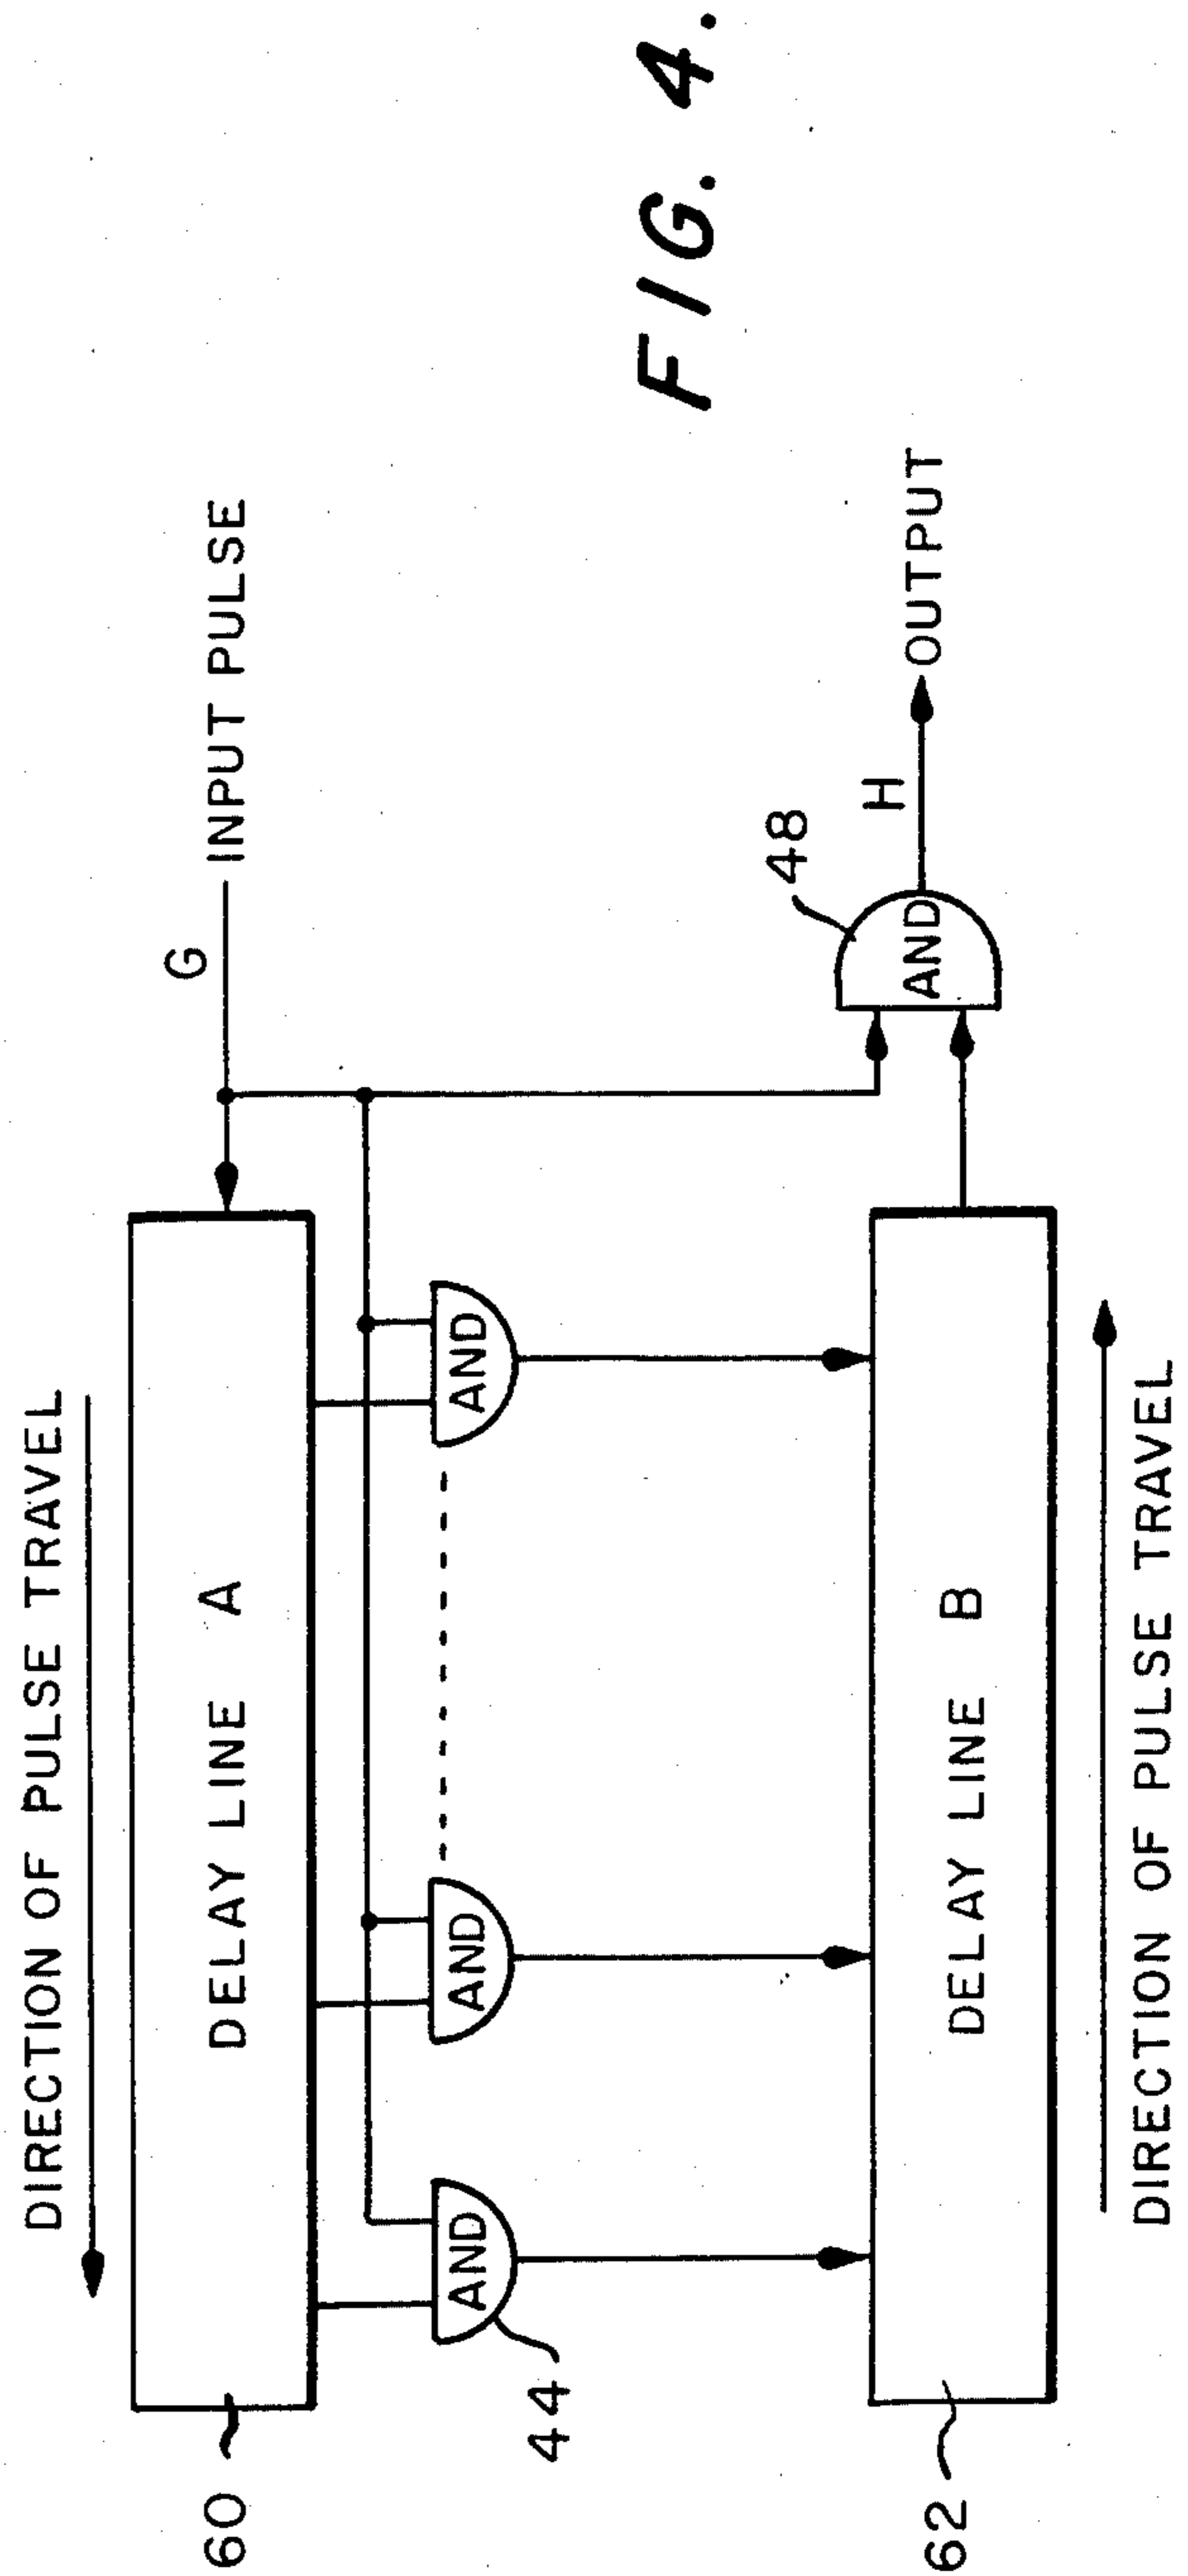 DIRECTION OF PULSE TRAVEL
60
DELAY LINE A
G
INPUT PULSE
AND
AND
AND
44
48
AND
H
OUTPUT
62
DELAY LINE B
DIRECTION OF PULSE TRAVEL
FIG. 4.